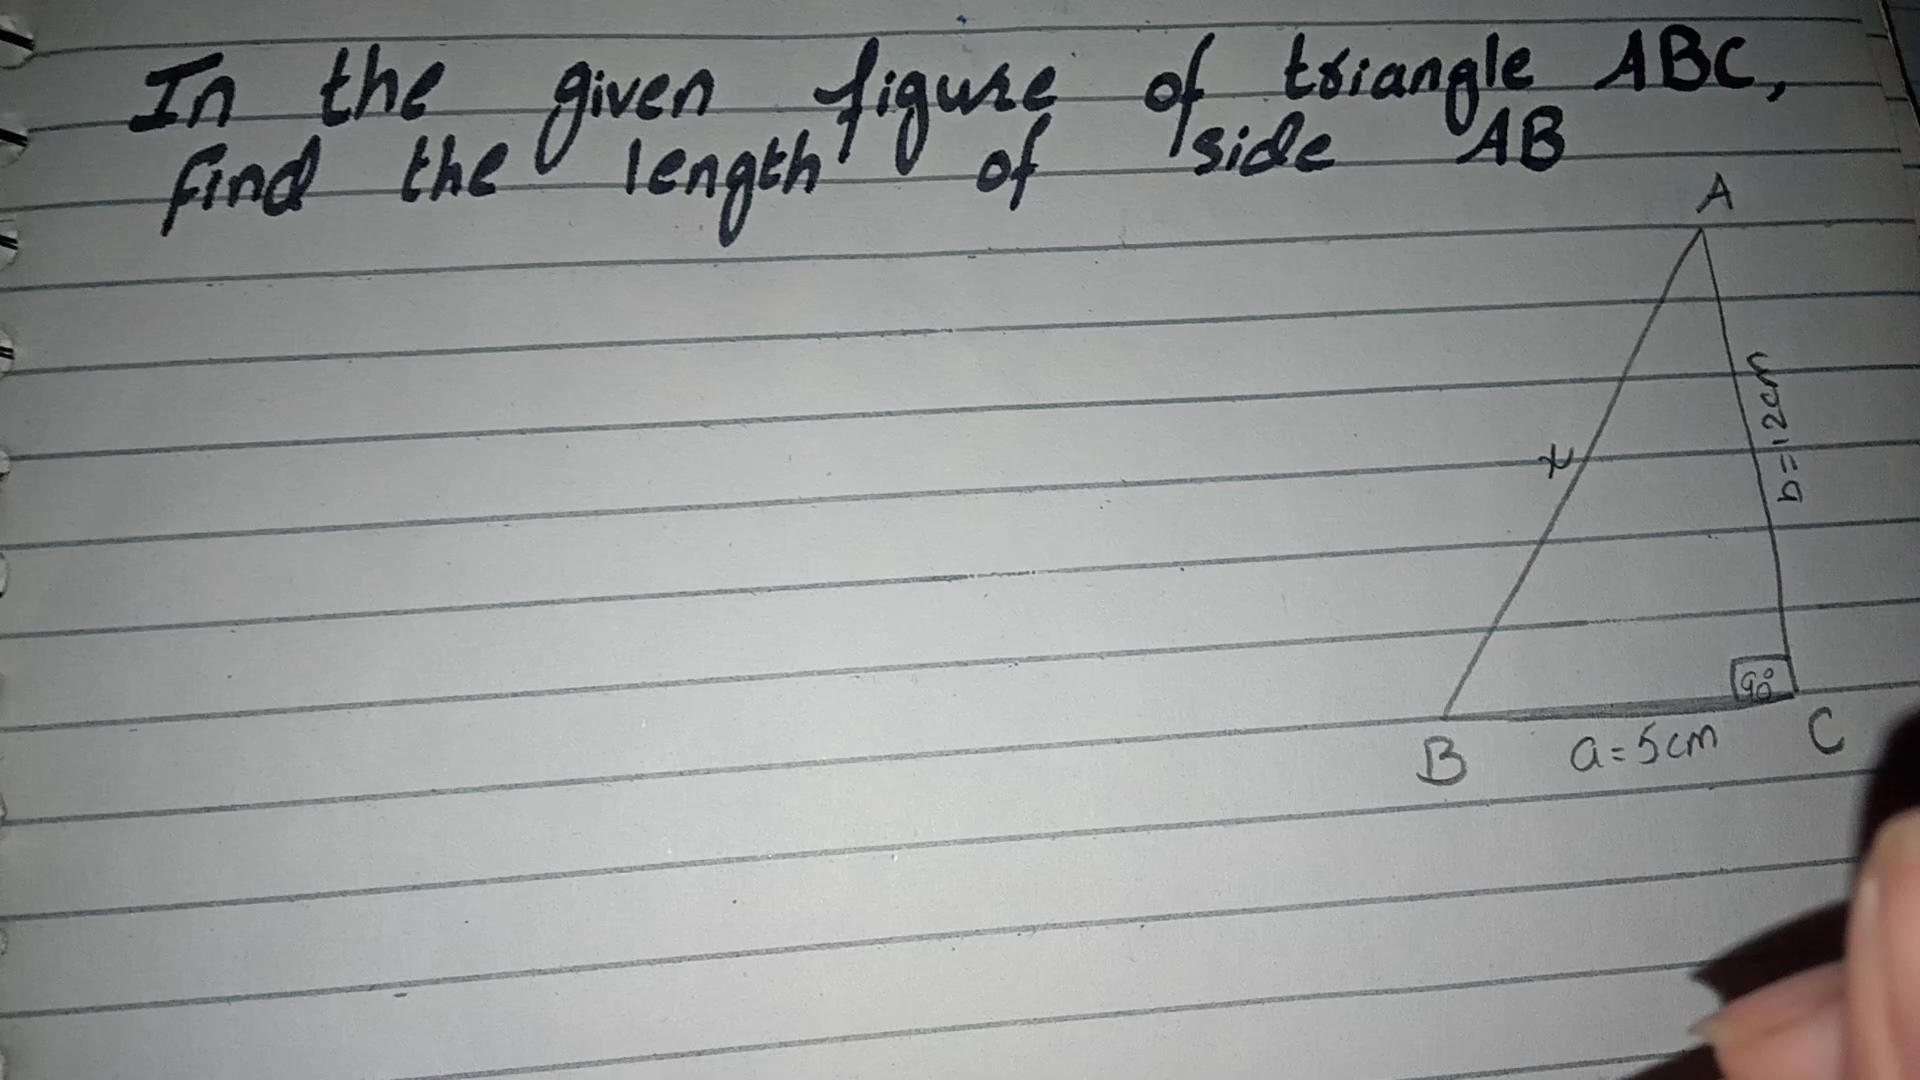 In the given figure of triangle ABC,
find the length of side AB
A
x
b=12cm
90°
B
a=5cm
C